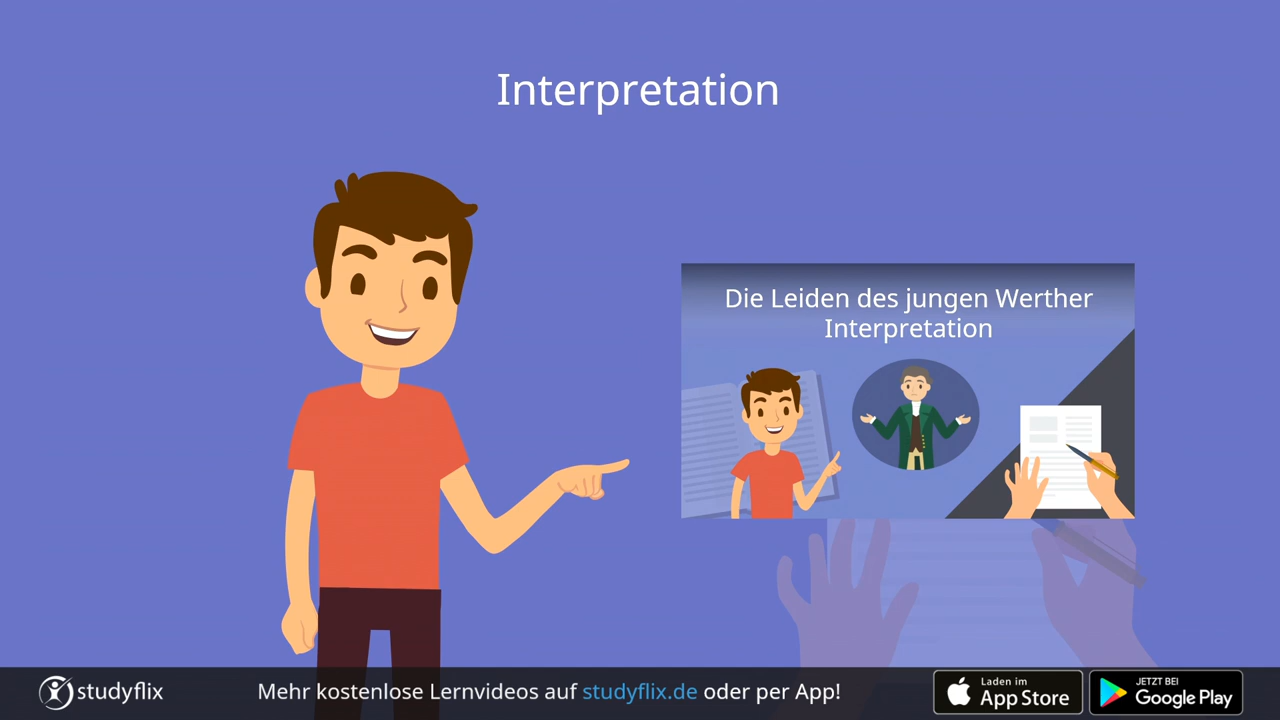 Interpretation
Die Leiden des jungen Werther
Interpretation
studyflix
Mehr kostenlose Lernvideos auf studyflix.de oder per App!
Laden im
App Store
JETZT BEI
Google Play